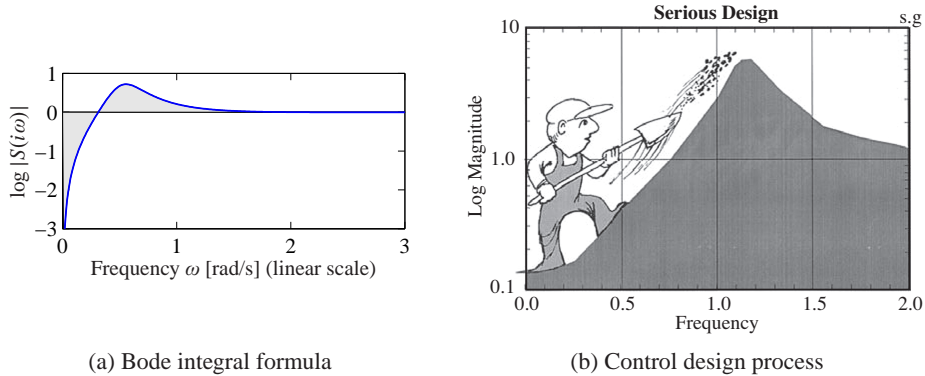 1
0
−1
−2
−3
0
1
2
3
log |S(iω)|
Frequency ω [rad/s] (linear scale)
(a) Bode integral formula
Serious Design
s.g
10
1.0
0.1
Log Magnitude
0.0
0.5
1.0
1.5
2.0
Frequency
(b) Control design process